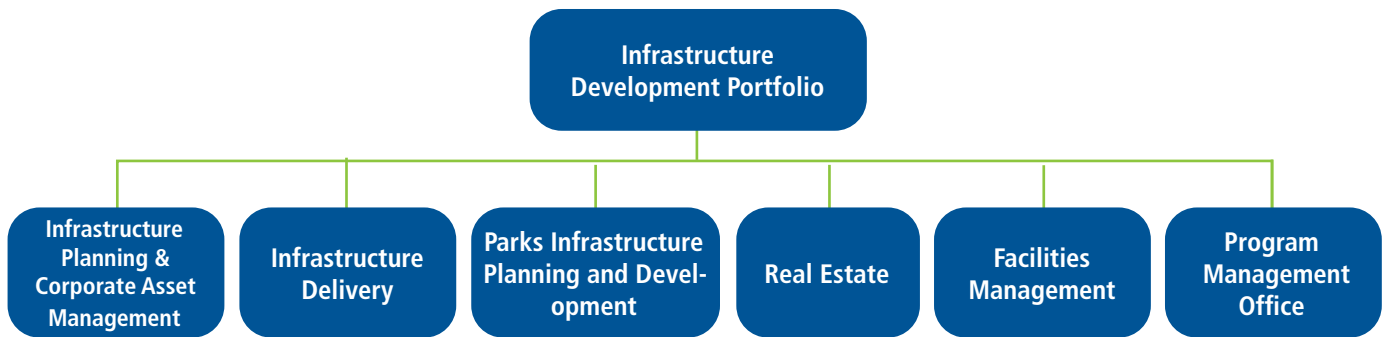 Infrastructure
Development Portfolio
Infrastructure
Planning &
Corporate Asset
Management
Infrastructure
Delivery
Parks Infrastructure
Planning and Devel-
opment
Real Estate
Facilities
Management
Program
Management
Office